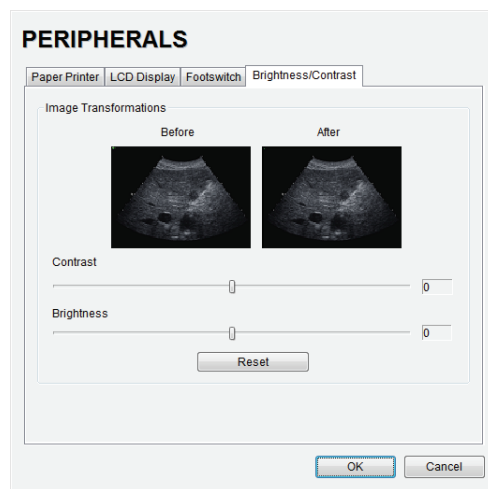 PERIPHERALS
Paper Printer LCD Display Footswitch Brightness/Contrast
Image Transformations
Before After
Contrast
0
Brightness
0
Reset
OK Cancel